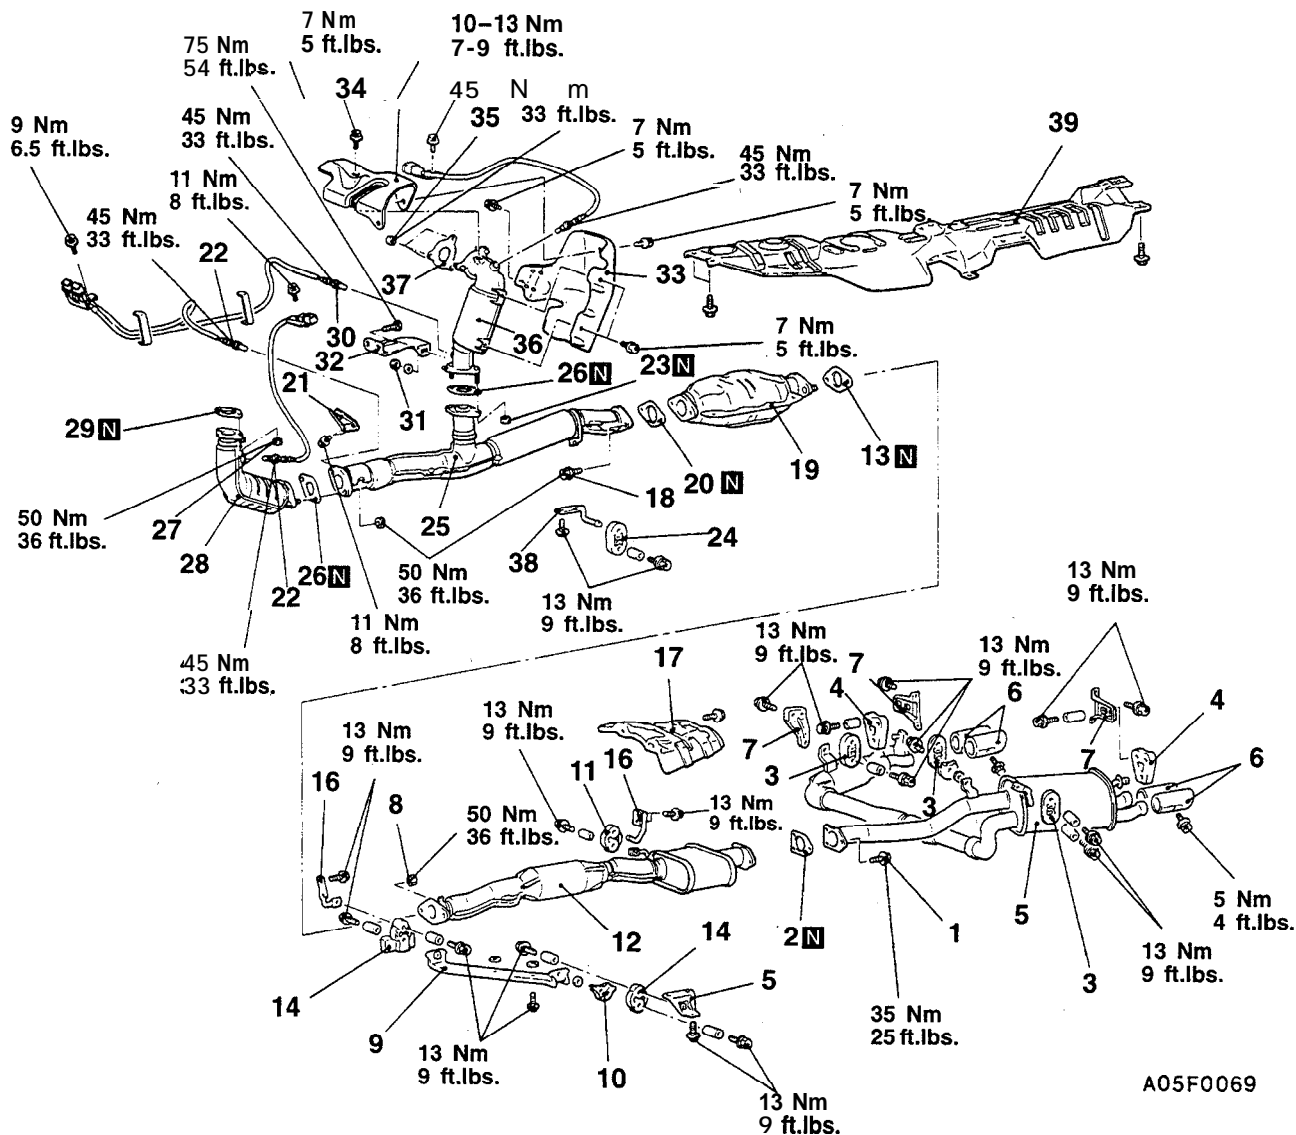 7 Nm
5 ft.lbs.
10–13 Nm
7-9 ft.lbs.
75 Nm
54 ft.lbs.
34
45 N m
33 ft.lbs.
35
9 Nm
6.5 ft.lbs.
45 Nm
33 ft.lbs.
7 Nm
5 ft.lbs.
39
45 Nm
33 ft.lbs.
11 Nm
8 ft.lbs.
7 Nm
5 ft.lbs.
45 Nm
33 ft.lbs.
22
37
33
30
36
32
7 Nm
5 ft.lbs.
21
26 N
23 N
31
29 N
19
13 N
20 N
18
25
27
50 Nm
36 ft.lbs.
28
24
38
26 N
22
50 Nm
36 ft.lbs.
13 Nm
9 ft.lbs.
13 Nm
9 ft.lbs.
11 Nm
8 ft.lbs.
45 Nm
33 ft.lbs.
17
13 Nm
9 ft.lbs.
7
13 Nm
9 ft.lbs.
4
6
4
13 Nm
9 ft.lbs.
13 Nm
9 ft.lbs.
7
7
6
16
3
3
16
11
8
50 Nm
36 ft.lbs.
13 Nm
9 ft.lbs.
5
5 Nm
4 ft.lbs.
12
14
2 N
1
13 Nm
9 ft.lbs.
3
14
5
9
10
35 Nm
25 ft.lbs.
13 Nm
9 ft.lbs.
13 Nm
9 ft.lbs.
A05F0069